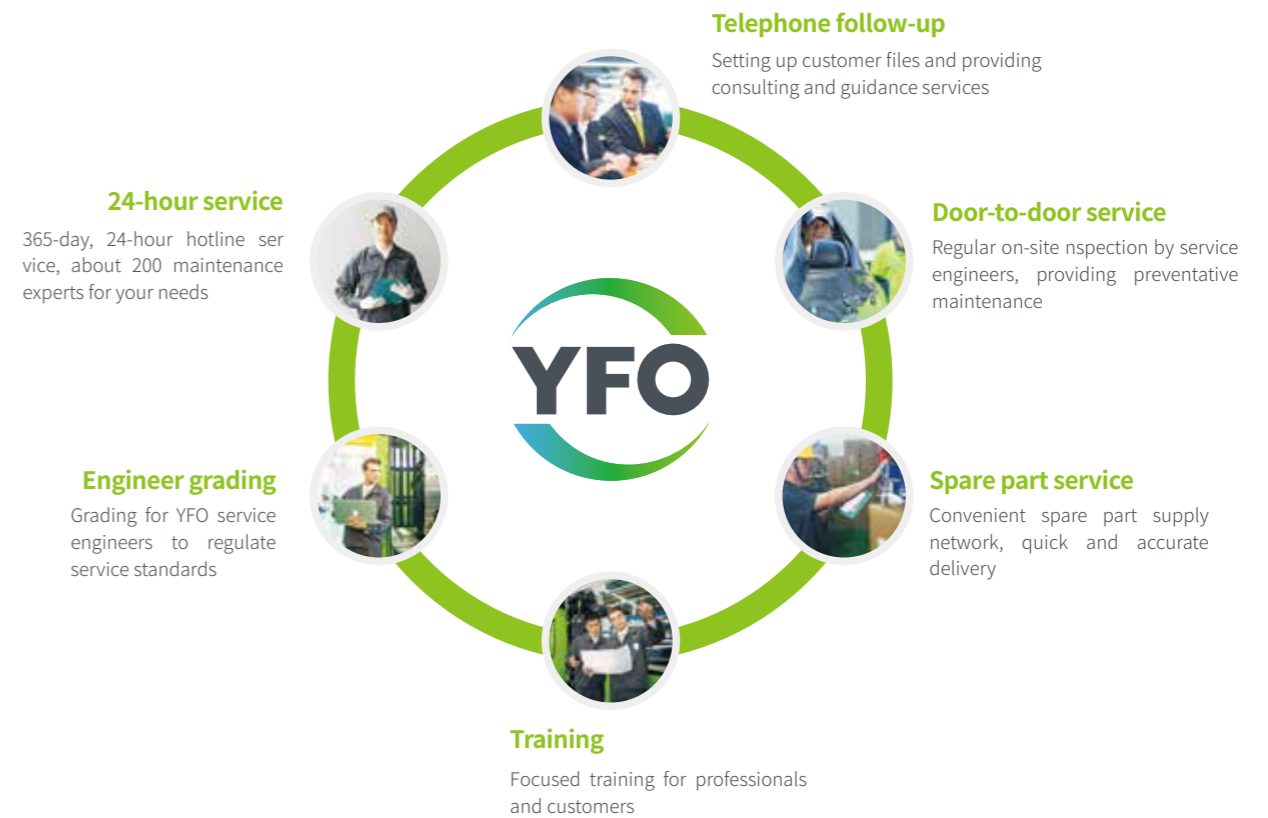 Telephone follow-up
Setting up customer files and providing
consulting and guidance services
24-hour service
365-day, 24-hour hotline ser
vice, about 200 maintenance
experts for your needs
Door-to-door service
Regular on-site nspection by service
engineers, providing preventative
maintenance
YFO
Engineer grading
Grading for YFO service
engineers to regulate
service standards
Spare part service
Convenient spare part supply
network, quick and accurate
delivery
Training
Focused training for professionals
and customers